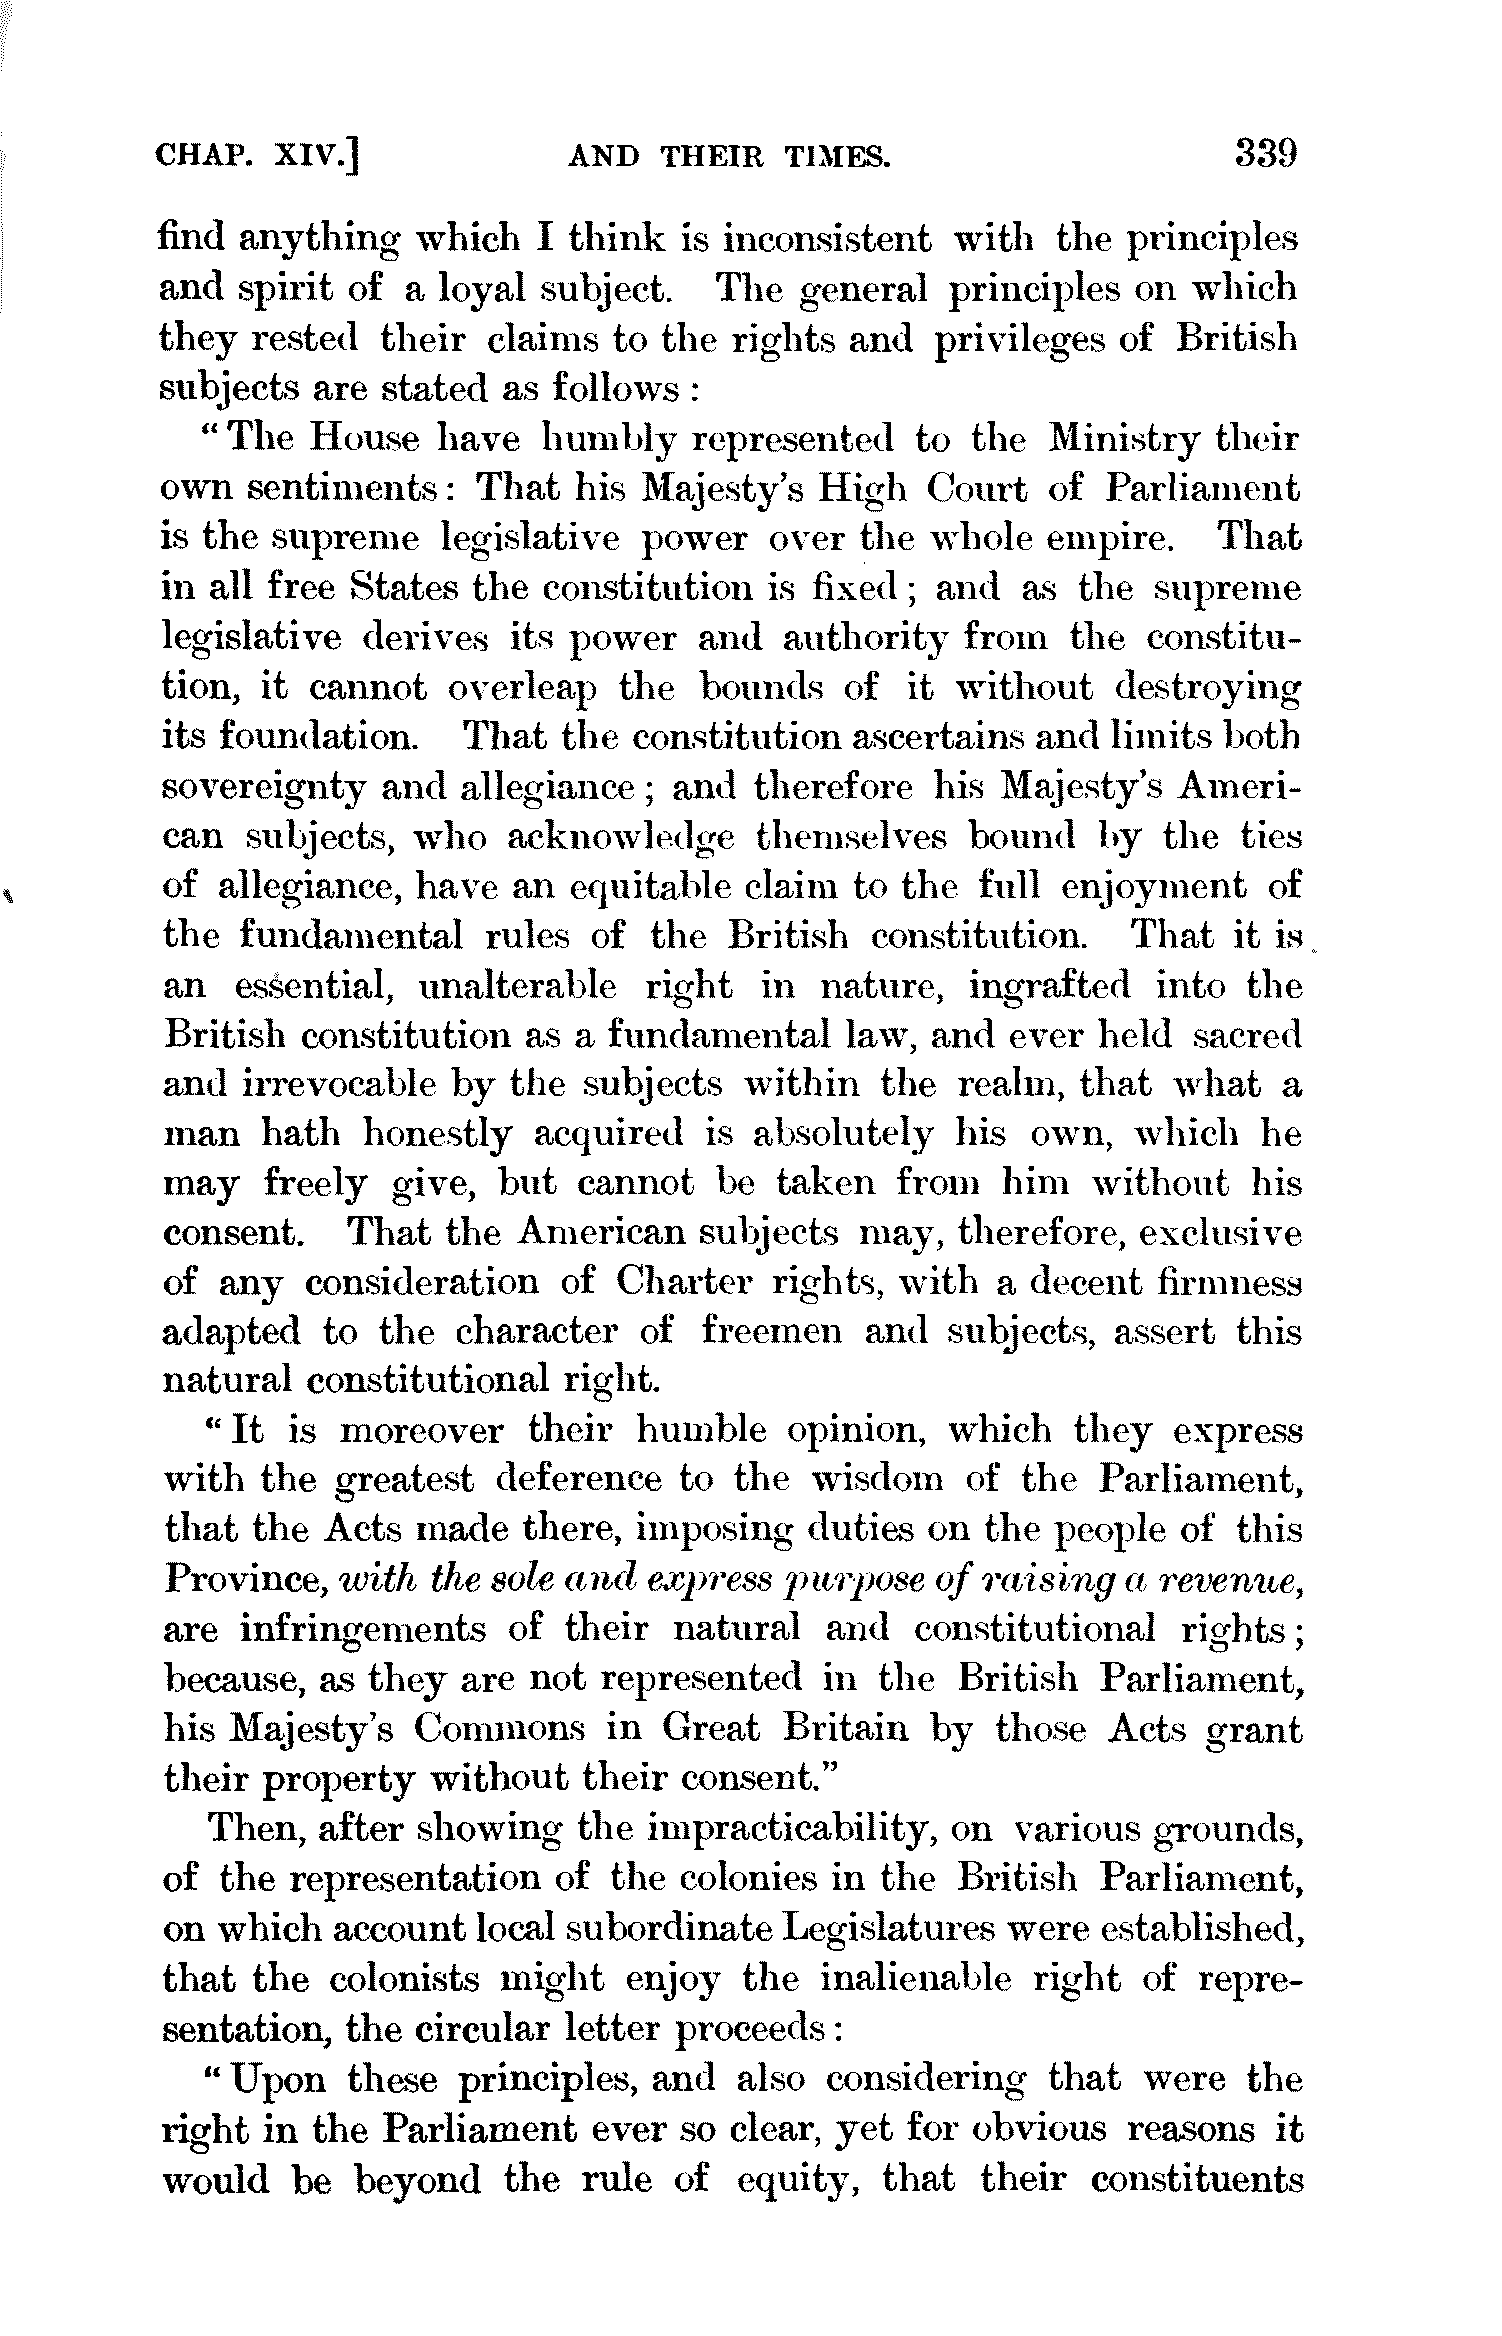 CHAP. XIV.] AND THEIR TIMES. 339
find anything which I think is inconsistent with the principles
and spirit of a loyal subject. The general principles on which
they rested their claims to the rights and privileges of British
subjects are stated as follows :
“ The House have humbly represented to the Ministry their
own sentiments : That his Majesty's High Court of Parliament
is the supreme legislative power over the whole empire. That
in all free States the constitution is fixed ; and as the supreme
legislative derives its power and authority from the constitu-
tion, it cannot overleap the bounds of it without destroying
its foundation. That the constitution ascertains and limits both
sovereignty and allegiance ; and therefore his Majesty's Ameri-
can subjects, who acknowledge themselves bound by the ties
of allegiance, have an equitable claim to the full enjoyment of
the fundamental rules of the British constitution. That it is
an essential, unalterable right in nature, ingrafted into the
British constitution as a fundamental law, and ever held sacred
and irrevocable by the subjects within the realm, that what a
man hath honestly acquired is absolutely his own, which he
may freely give, but cannot be taken from him without his
consent. That the American subjects may, therefore, exclusive
of any consideration of Charter rights, with a decent firmness
adapted to the character of freemen and subjects, assert this
natural constitutional right.
“ It is moreover their humble opinion, which they express
with the greatest deference to the wisdom of the Parliament,
that the Acts made there, imposing duties on the people of this
Province, with the sole and express purpose of raising a revenue,
are infringements of their natural and constitutional rights ;
because, as they are not represented in the British Parliament,
his Majesty's Commons in Great Britain by those Acts grant
their property without their consent.”
Then, after showing the impracticability, on various grounds,
of the representation of the colonies in the British Parliament,
on which account local subordinate Legislatures were established,
that the colonists might enjoy the inalienable right of repre-
sentation, the circular letter proceeds :
“ Upon these principles, and also considering that were the
right in the Parliament ever so clear, yet for obvious reasons it
would be beyond the rule of equity, that their constituents